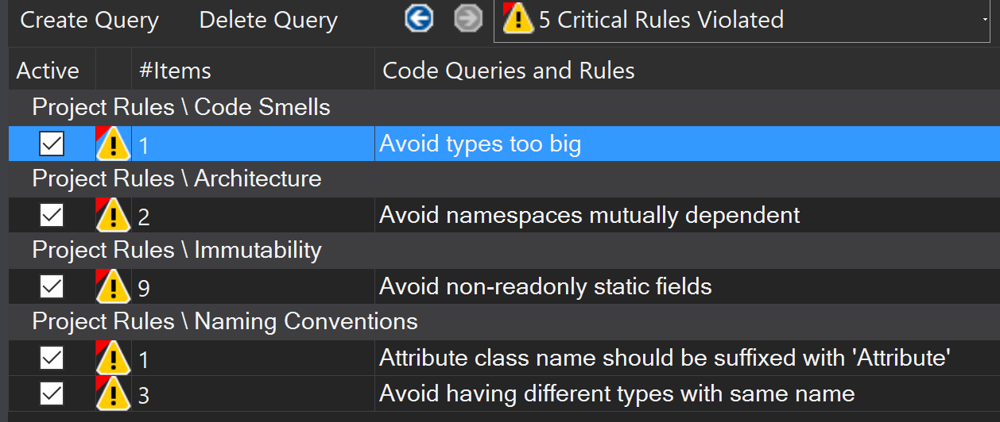 Create Query Delete Query 5 Critical Rules Violated
Active #Items Code Queries and Rules
Project Rules \ Code Smells
1 Avoid types too big
Project Rules \ Architecture
2 Avoid namespaces mutually dependent
Project Rules \ Immutability
9 Avoid non-readonly static fields
Project Rules \ Naming Conventions
1 Attribute class name should be suffixed with 'Attribute'
3 Avoid having different types with same name